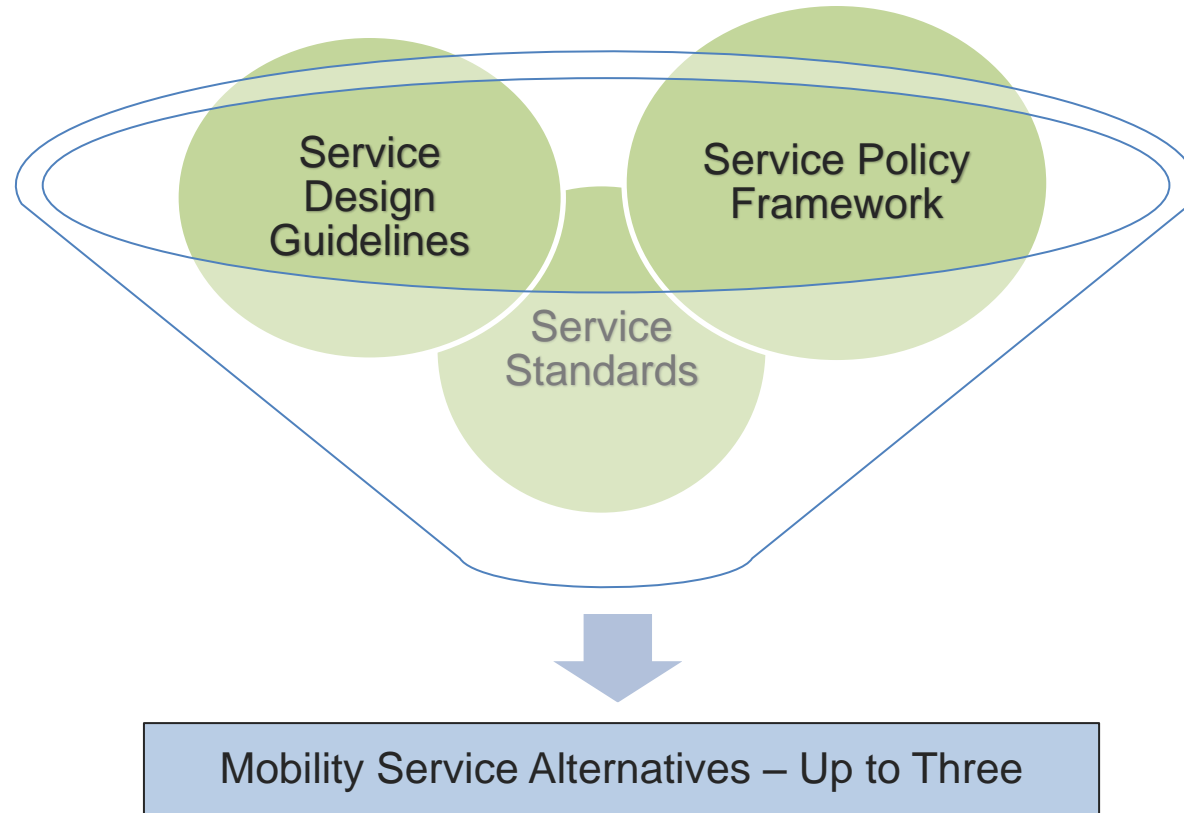 Service
Design
Guidelines
Service Policy
Framework
Service
Standards
Mobility Service Alternatives – Up to Three